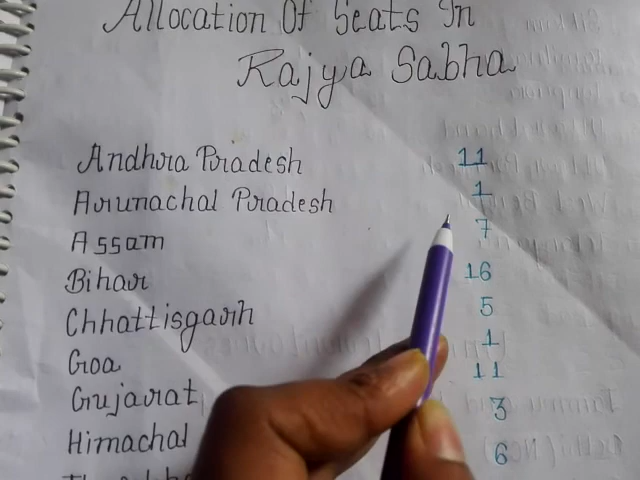 Allocation Of Seats In
Rajya Sabha
Andhra Pradesh 11
Arunachal Pradesh 1
Assam 7
Bihar 16
Chhattisgarh 5
Goa 1
Gujarat 11
Himachal 3
6